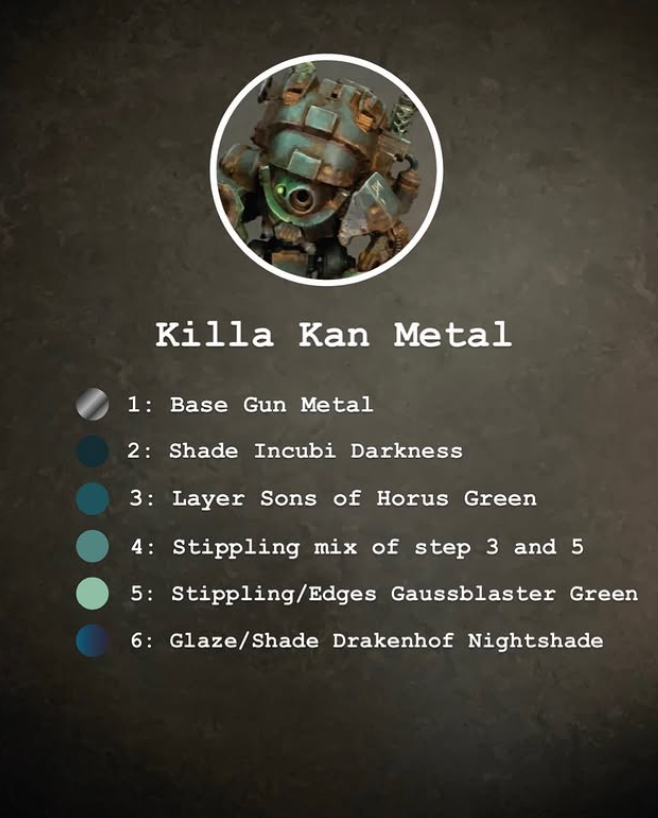 Killa Kan Metal
1: Base Gun Metal
2: Shade Incubi Darkness
3: Layer Sons of Horus Green
4: Stippling mix of step 3 and 5
5: Stippling/Edges Gaussblaster Green
6: Glaze/Shade Drakenhof Nightshade